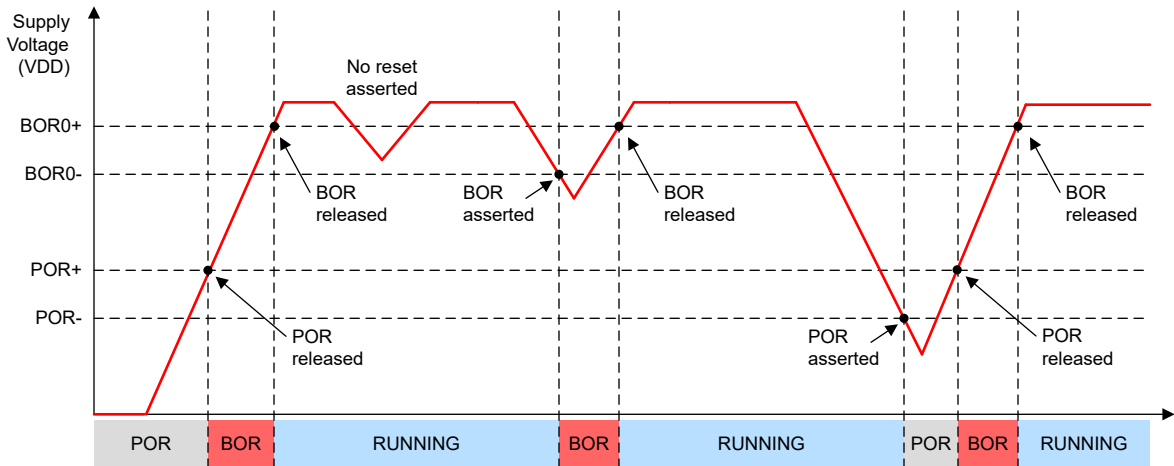 Supply
Voltage
(VDD)
No reset
asserted
BOR0+
BOR0-
BOR
released
BOR
asserted
BOR
released
BOR
released
POR+
POR-
POR
released
POR
asserted
POR
released
POR BOR RUNNING BOR RUNNING POR BOR RUNNING